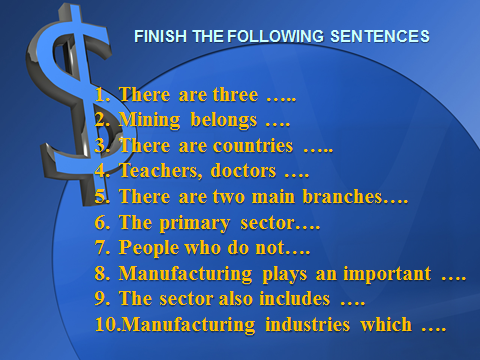 FINISH THE FOLLOWING SENTENCES
1. There are three …..
2. Mining belongs ….
3. There are countries …..
4. Teachers, doctors ….
5. There are two main branches….
6. The primary sector….
7. People who do not….
8. Manufacturing plays an important ….
9. The sector also includes ….
10.Manufacturing industries which ….